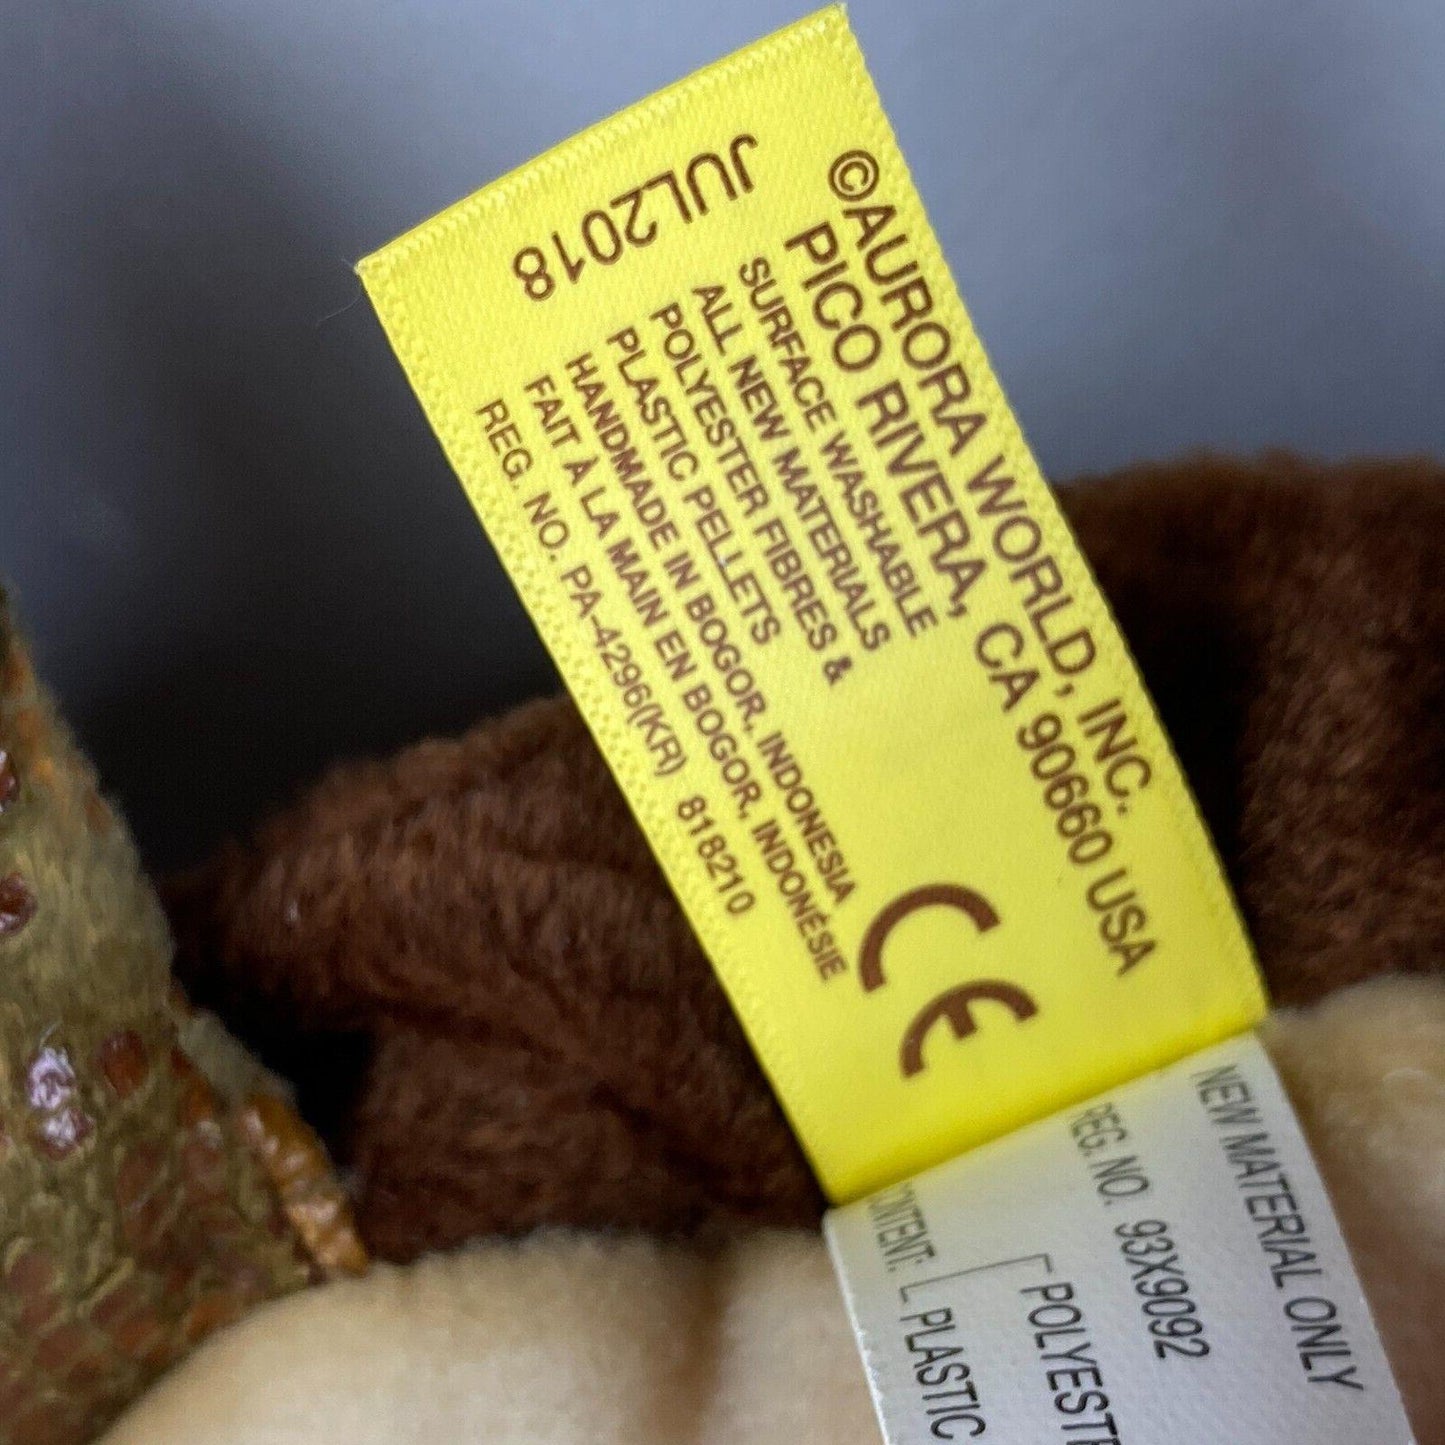 ©AURORA WORLD, INC.
PICO RIVERA, CA 90660 USA
SURFACE WASHABLE
ALL NEW MATERIALS
POLYESTER FIBRES &
PLASTIC PELLETS
HANDMADE IN BOGOR, INDONESIA
FAIT À LA MAIN EN BOGOR, INDONÉSIE
REG. NO. PA-4296(KR) 818210
JUL2018
CE
NEW MATERIAL ONLY
REG. NO. 93X9092
CONTENT:
PLASTIC